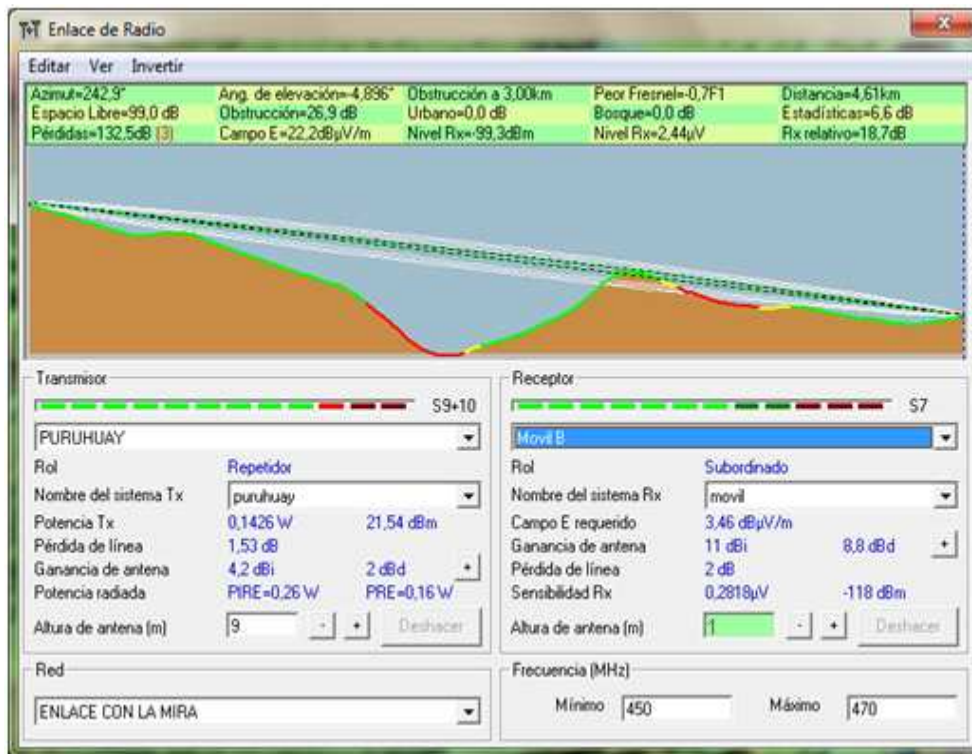 Enlace de Radio
Editar Ver Invertir
Azimut=242,9° Ang. de elevación=-4,896° Obstrucción a 3,00km Peor Fresnel=-0,7F1 Distancia=4,61km
Espacio Libre=99,0 dB Obstrucción=26,9 dB Urbano=0,0 dB Bosque=0,0 dB Estadísticas=6,6 dB
Pérdidas=132,5dB (3) Campo E=22,2dBµV/m Nivel Rx=-99,3dBm Nivel Rx=2,44µV Rx relativo=18,7dB
Transmisor
S9+10
PURUHUAY
Rol Repetidor
Nombre del sistema Tx puruhuay
Potencia Tx 0,1426 W 21,54 dBm
Pérdida de línea 1,53 dB
Ganancia de antena 4,2 dBi 2 dBd +
Potencia radiada PIRE=0,26 W PRE=0,16 W
Altura de antena (m) 9 - + Deshacer
Red
ENLACE CON LA MIRA
Receptor
S7
Movil B
Rol Subordinado
Nombre del sistema Rx movil
Campo E requerido 3,46 dBµV/m
Ganancia de antena 11 dBi 8,8 dBd +
Pérdida de línea 2 dB
Sensibilidad Rx 0,2818µV -118 dBm
Altura de antena (m) 1 - + Deshacer
Frecuencia (MHz)
Mínimo 450 Máximo 470